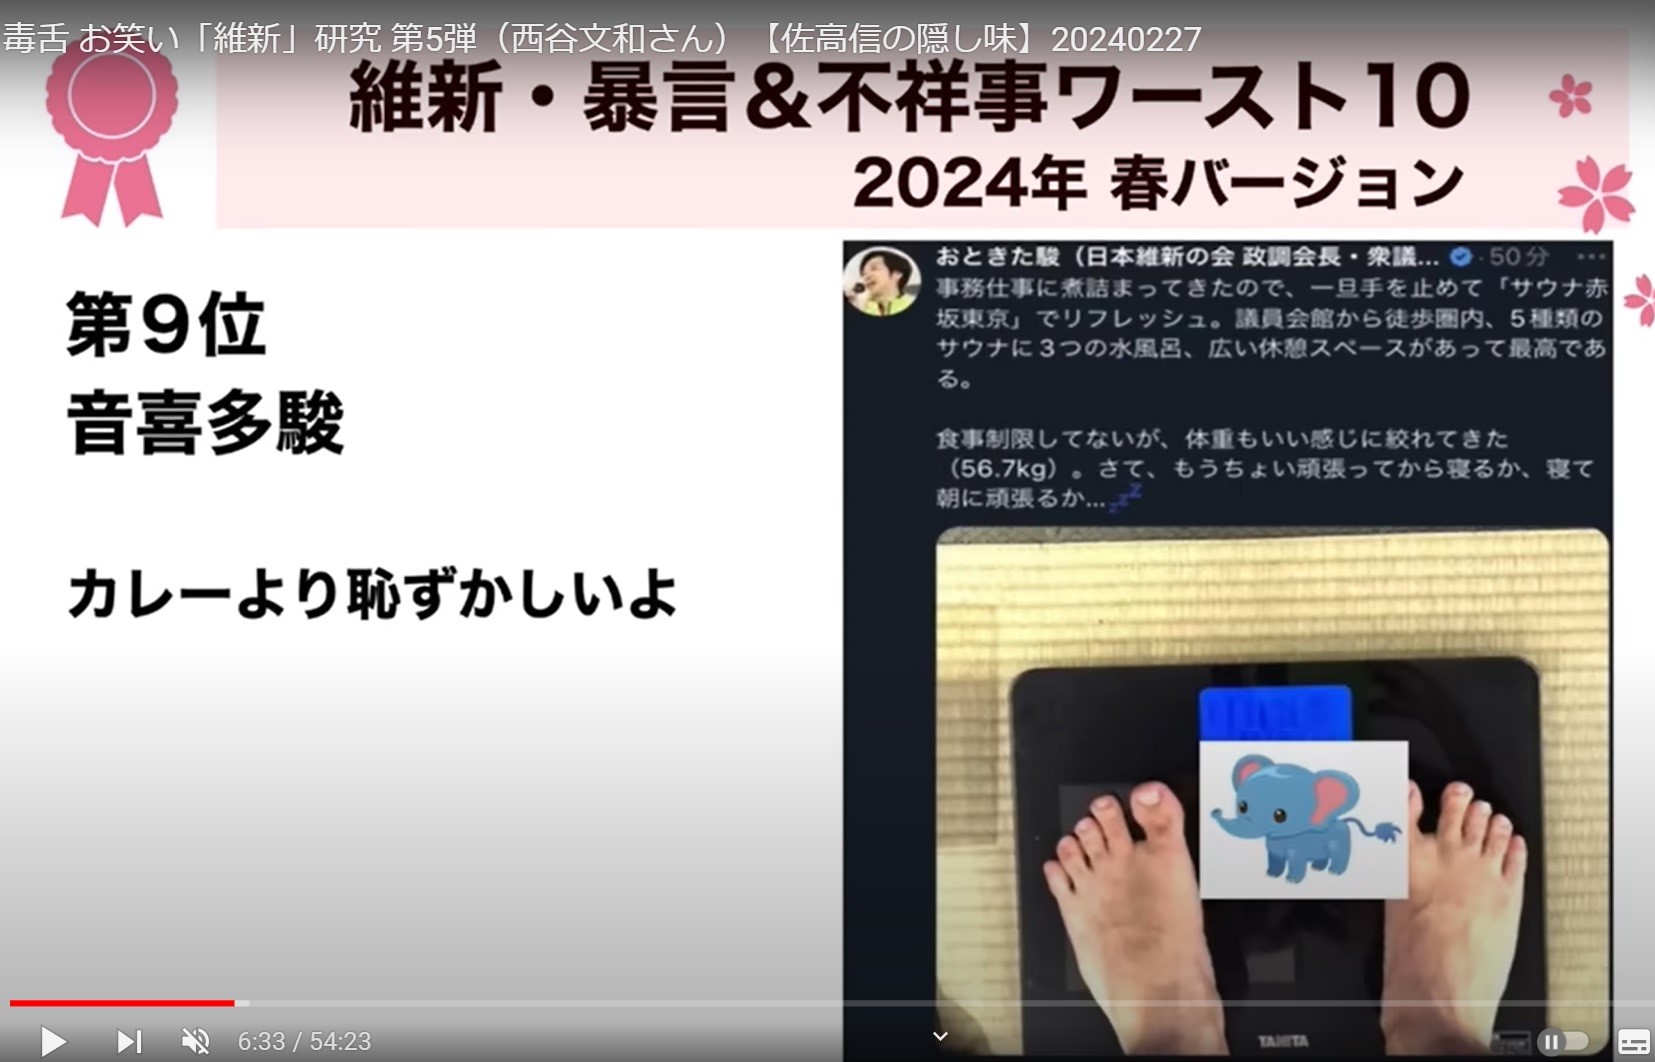 毒舌 お笑い「維新」研究 第5弾（西谷文和さん）【佐高信の隠し味】20240227
維新・暴言＆不祥事ワースト10
2024年 春バージョン
第9位
音喜多駿
カレーより恥ずかしいよ
おときた駿（日本維新の会 政調会長・衆議... ・50分 …
事務仕事に煮詰まってきたので、一旦手を止めて「サウナ赤
坂東京」でリフレッシュ。議員会館から徒歩圏内、５種類の
サウナに３つの水風呂、広い休憩スペースがあって最高であ
る。
食事制限してないが、体重もいい感じに絞れてきた
（56.7kg）。さて、もうちょい頑張ってから寝るか、寝て
朝に頑張るか...💤
TANITA
6:33 / 54:23